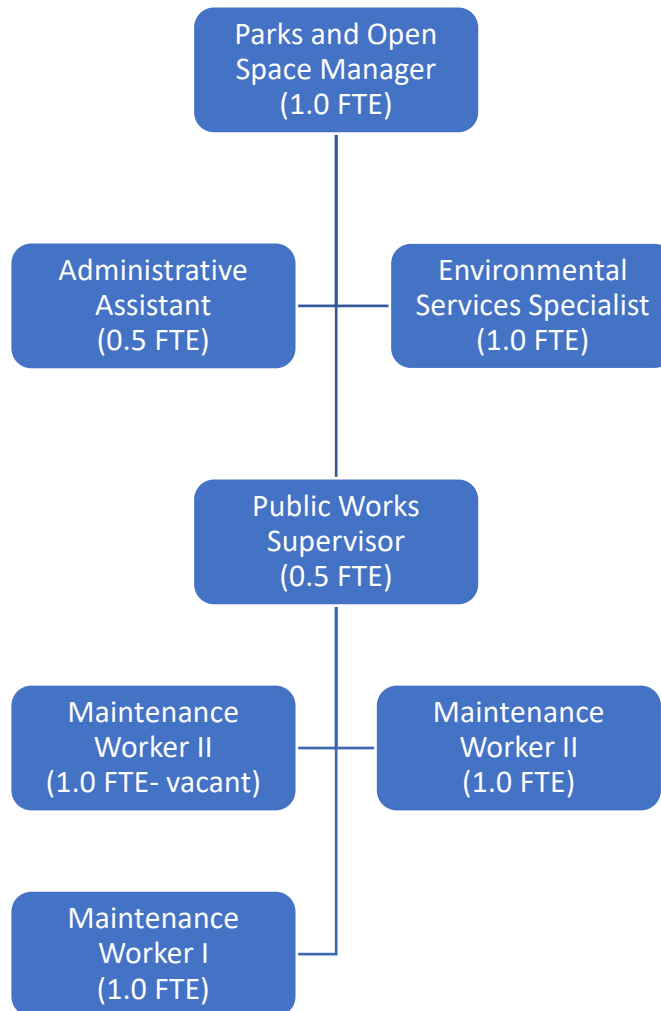 Parks and Open
Space Manager
(1.0 FTE)
Administrative
Assistant
(0.5 FTE)
Environmental
Services Specialist
(1.0 FTE)
Public Works
Supervisor
(0.5 FTE)
Maintenance
Worker II
(1.0 FTE- vacant)
Maintenance
Worker II
(1.0 FTE)
Maintenance
Worker I
(1.0 FTE)